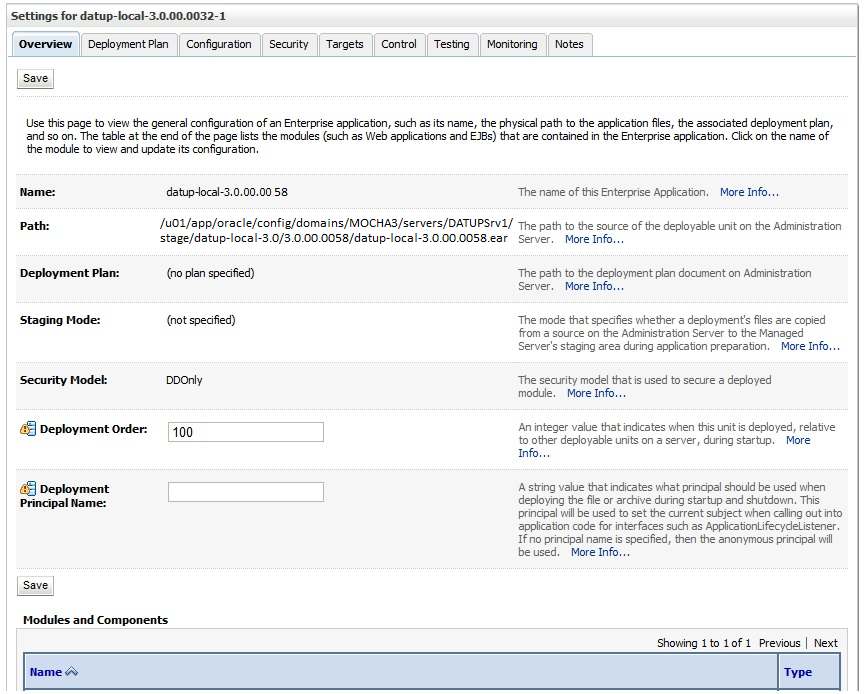 Settings for datup-local-3.0.00.0032-1
Overview Deployment Plan Configuration Security Targets Control Testing Monitoring Notes
Save
Use this page to view the general configuration of an Enterprise application, such as its name, the physical path to the application files, the associated deployment plan,
and so on. The table at the end of the page lists the modules (such as Web applications and EJBs) that are contained in the Enterprise application. Click on the name of
the module to view and update its configuration.
Name:
datup-local-3.0.00.00 58
The name of this Enterprise Application. More Info...
Path:
/u01/app/oracle/config/domains/MOCHA3/servers/DATUPSrv1/
stage/datup-local-3.0/3.0.00.0058/datup-local-3.0.00.0058.ear
The path to the source of the deployable unit on the Administration
Server. More Info...
Deployment Plan:
(no plan specified)
The path to the deployment plan document on Administration
Server. More Info...
Staging Mode:
(not specified)
The mode that specifies whether a deployment's files are copied
from a source on the Administration Server to the Managed
Server's staging area during application preparation. More Info...
Security Model:
DDOnly
The security model that is used to secure a deployed
module. More Info...
Deployment Order:
100
An integer value that indicates when this unit is deployed, relative
to other deployable units on a server, during startup. More
Info...
Deployment
Principal Name:
A string value that indicates what principal should be used when
deploying the file or archive during startup and shutdown. This
principal will be used to set the current subject when calling out into
application code for interfaces such as ApplicationLifecycleListener.
If no principal name is specified, then the anonymous principal will
be used. More Info...
Save
Modules and Components
Showing 1 to 1 of 1 Previous | Next
Name Type